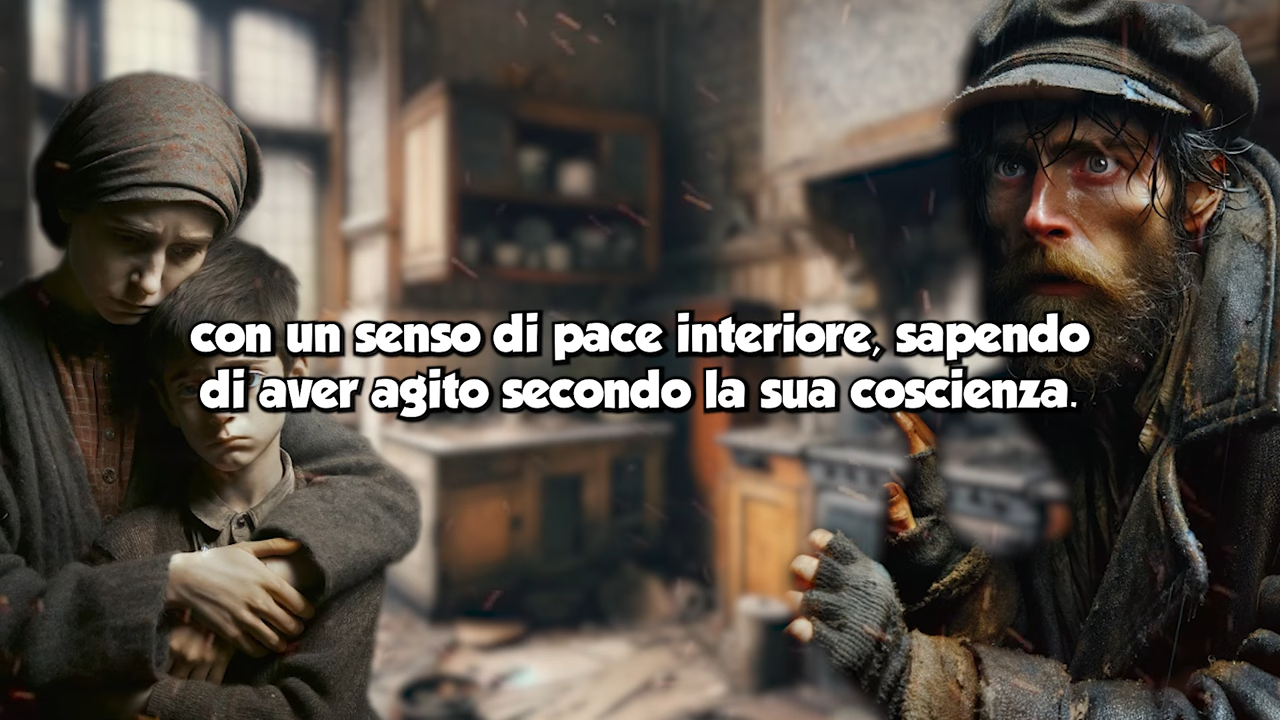 con un senso di pace interiore, sapendo
di aver agito secondo la sua coscienza.